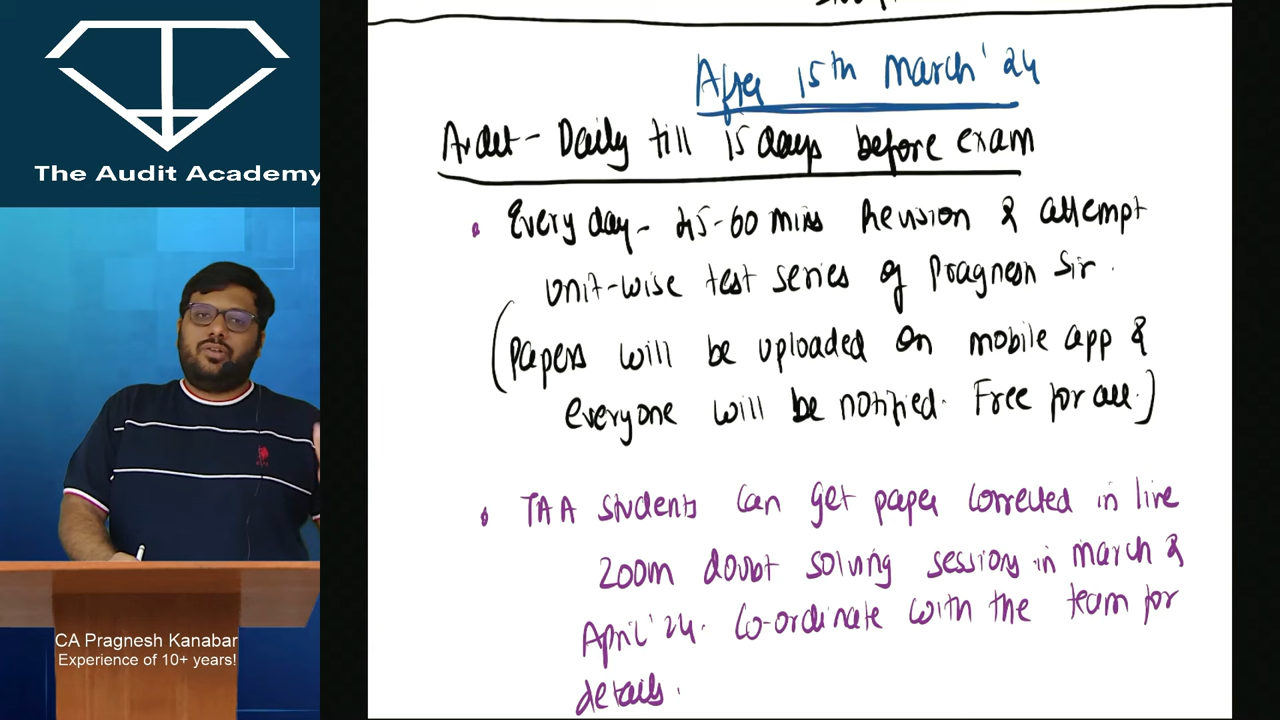 The Audit Academy
CA Pragnesh Kanabar
Experience of 10+ years!
After 15th march '24
Audit - Daily till 15 days before exam
• Every day - 45-60 mins Revision & attempt
unit-wise test series of Pragnesh Sir.
(Papers will be uploaded on mobile app &
everyone will be notified. Free for all.)
• TAA students can get paper corrected in live
zoom doubt solving sessions in march &
April '24. Co-ordinate with the team for
details.